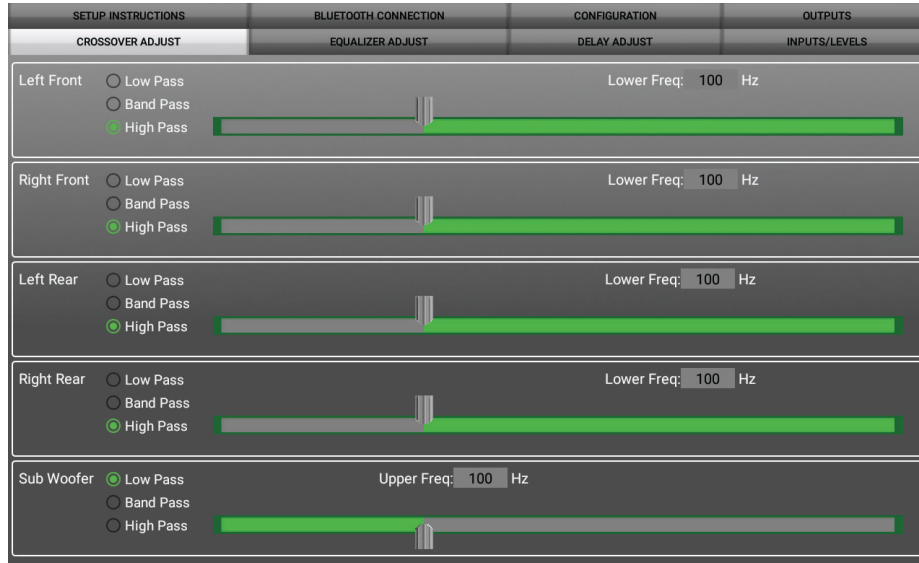 SETUP INSTRUCTIONS BLUETOOTH CONNECTION CONFIGURATION OUTPUTS
CROSSOVER ADJUST EQUALIZER ADJUST DELAY ADJUST INPUTS/LEVELS
Left Front Low Pass Lower Freq: 100 Hz
Band Pass
High Pass
Right Front Low Pass Lower Freq: 100 Hz
Band Pass
High Pass
Left Rear Low Pass Lower Freq: 100 Hz
Band Pass
High Pass
Right Rear Low Pass Lower Freq: 100 Hz
Band Pass
High Pass
Sub Woofer Low Pass Upper Freq: 100 Hz
Band Pass
High Pass